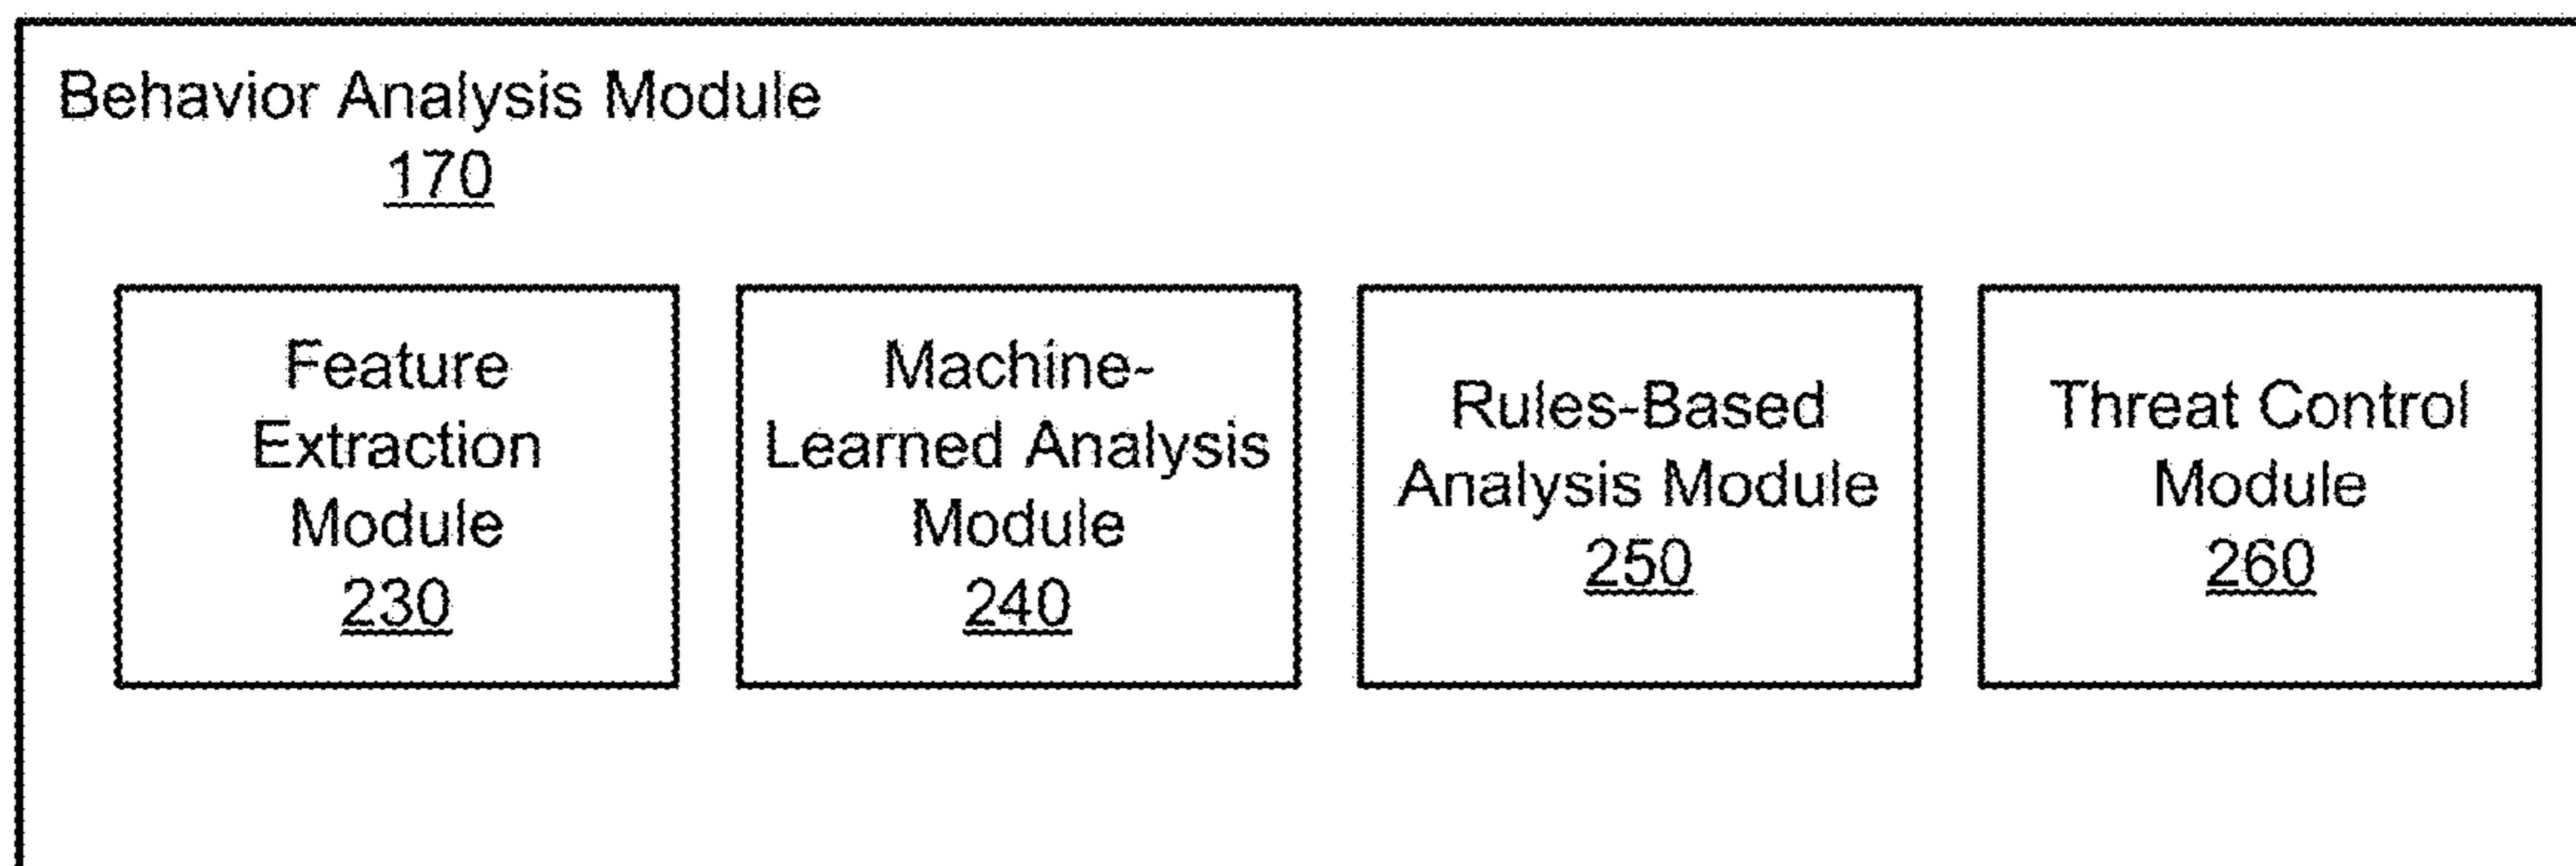 Behavior Analysis Module
170
Feature
Extraction
Module
230
Machine-
Learned Analysis
Module
240
Rules-Based
Analysis Module
250
Threat Control
Module
260